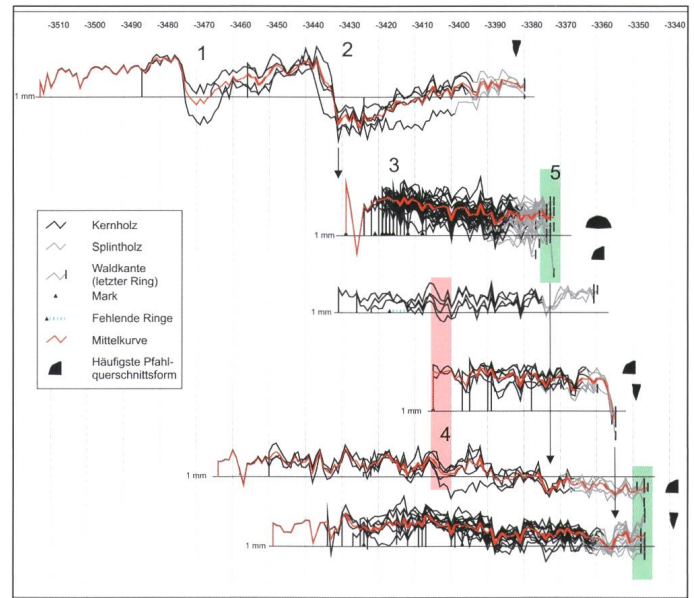 -3510 -3500 -3490 -3480 -3470 -3460 -3450 -3440 -3430 -3420 -3410 -3400 -3390 -3380 -3370 -3360 -3350 -3340
1 2
1 mm
3 5
1 mm
Kernholz
Splintholz
Waldkante
(letzter Ring)
Mark
Fehlende Ringe
Mittelkurve
Häufigste Pfahl-
querschnittsform
1 mm
1 mm
4
1 mm
1 mm